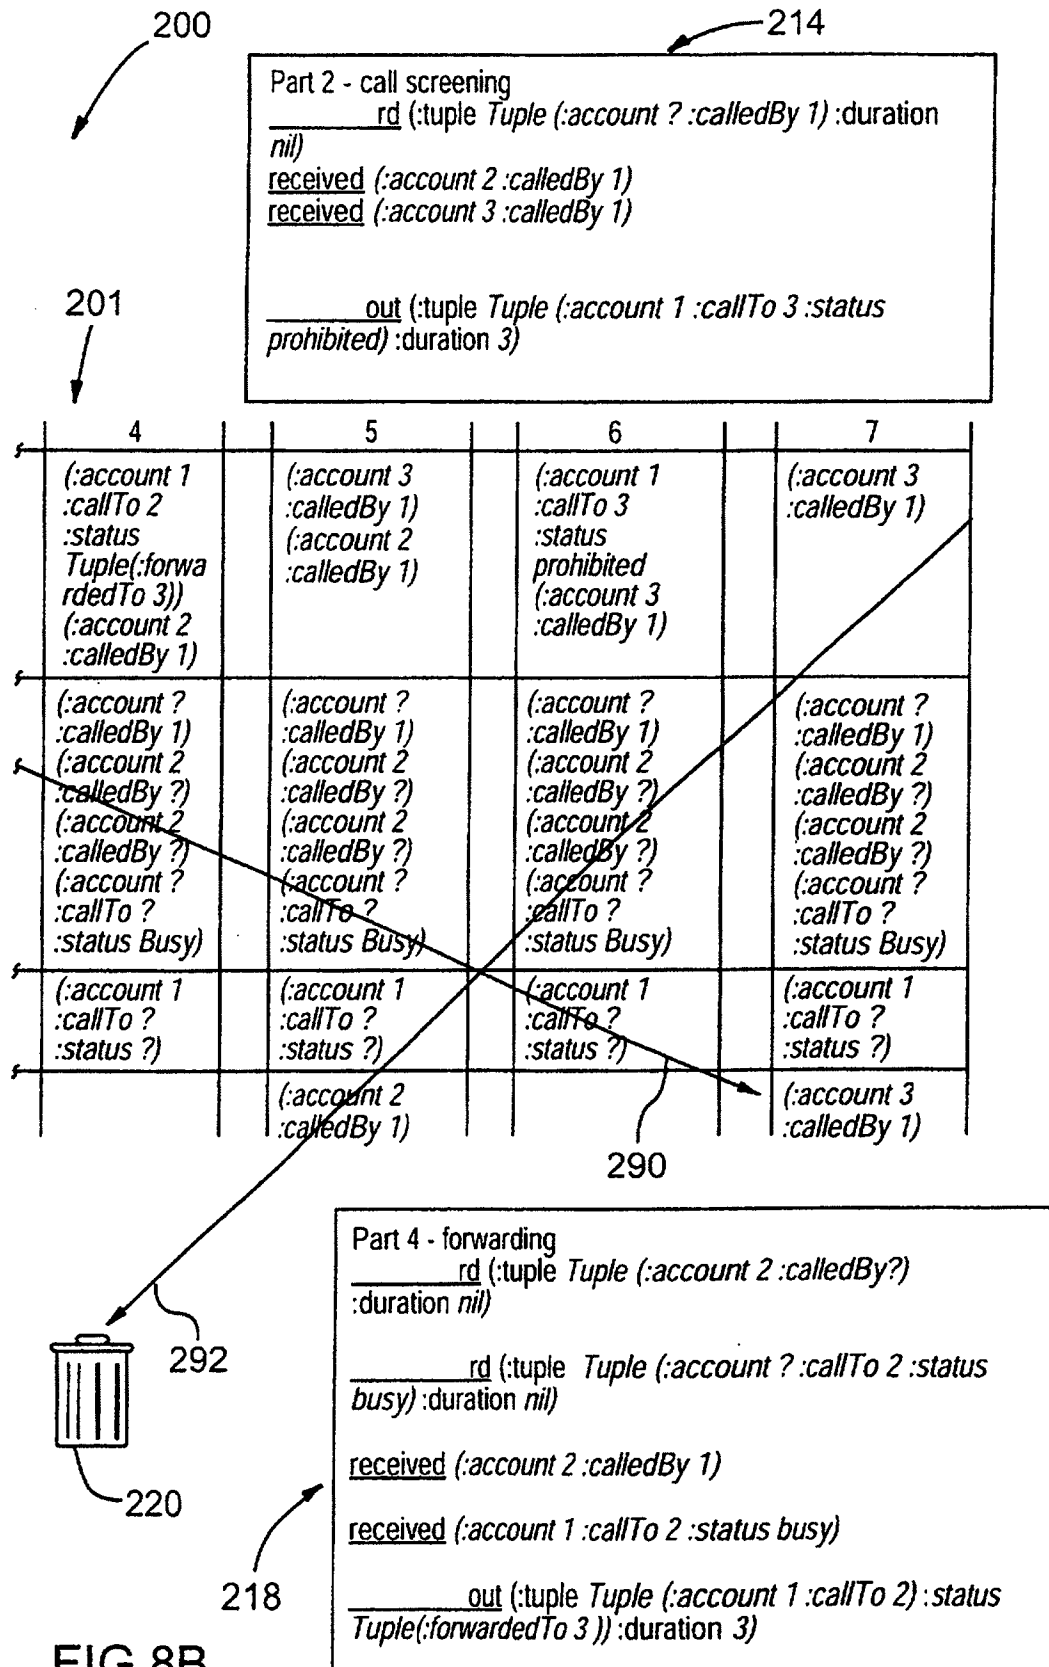 200
214
Part 2 - call screening
rd (:tuple Tuple (:account ? :calledBy 1) :duration
nil)
received (:account 2 :calledBy 1)
received (:account 3 :calledBy 1)
out (:tuple Tuple (:account 1 :callTo 3 :status
prohibited) :duration 3)
201
4
5
6
7
(:account 1
:callTo 2
:status
Tuple(:forwa
rdedTo 3))
(:account 2
:calledBy 1)
(:account 3
:calledBy 1)
(:account 2
:calledBy 1)
(:account 1
:callTo 3
:status
prohibited
(:account 3
:calledBy 1)
(:account 3
:calledBy 1)
(:account ?
:calledBy 1)
(:account 2
:calledBy ?)
(:account 2
:calledBy ?)
(:account ?
:callTo ?
:status Busy)
(:account ?
:calledBy 1)
(:account 2
:calledBy ?)
(:account 2
:calledBy ?)
(:account ?
:callTo ?
:status Busy)
(:account ?
:calledBy 1)
(:account 2
:calledBy ?)
(:account 2
:calledBy ?)
(:account ?
:callTo ?
:status Busy)
(:account ?
:calledBy 1)
(:account 2
:calledBy ?)
(:account 2
:calledBy ?)
(:account ?
:callTo ?
:status Busy)
(:account 1
:callTo ?
:status ?)
(:account 1
:callTo ?
:status ?)
(:account 1
:callTo ?
:status ?)
(:account 1
:callTo ?
:status ?)
(:account 2
:calledBy 1)
(:account 3
:calledBy 1)
290
292
220
218
Part 4 - forwarding
rd (:tuple Tuple (:account 2 :calledBy?)
:duration nil)
rd (:tuple Tuple (:account ? :callTo 2 :status
busy) :duration nil)
received (:account 2 :calledBy 1)
received (:account 1 :callTo 2 :status busy)
out (:tuple Tuple (:account 1 :callTo 2) :status
Tuple(:forwardedTo 3 )) :duration 3)
FIG 8B